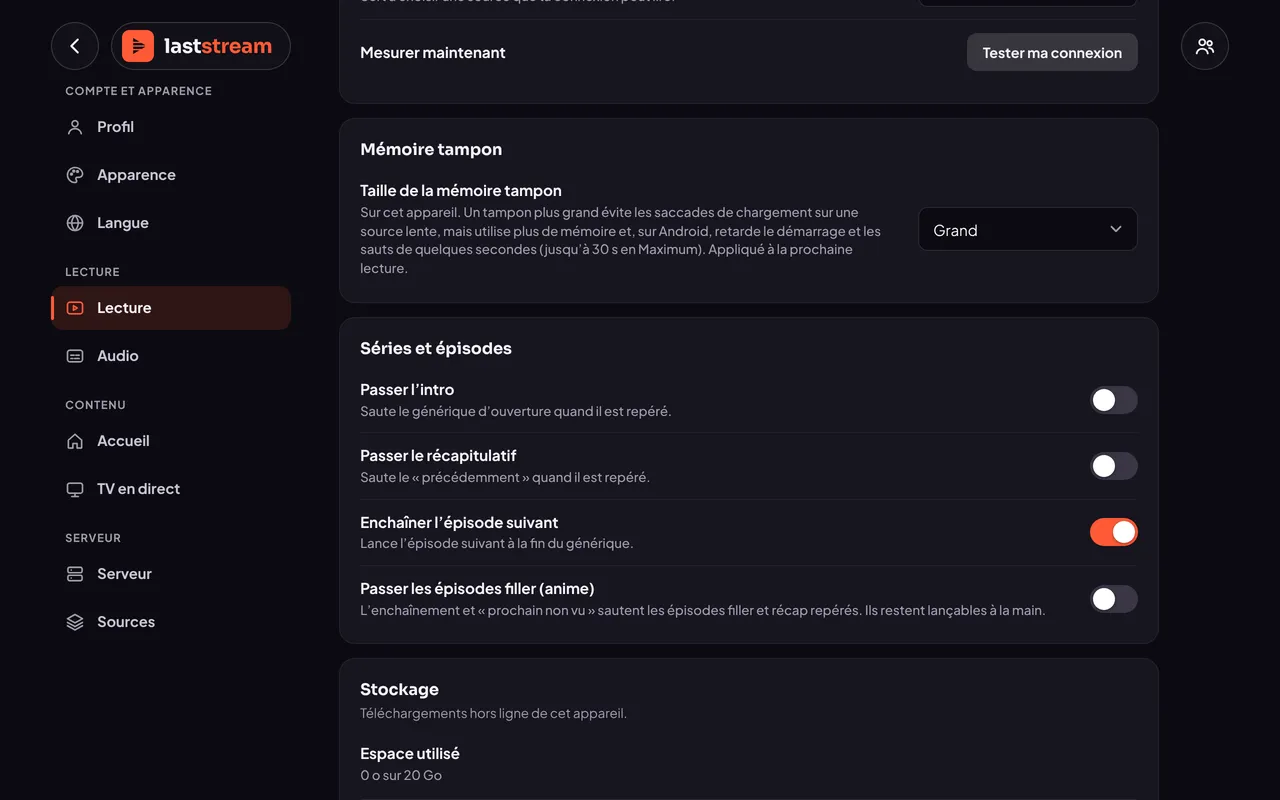 laststream
COMPTE ET APPARENCE
Profil
Apparence
Langue
LECTURE
Lecture
Audio
CONTENU
Accueil
TV en direct
SERVEUR
Serveur
Sources
Mesurer maintenant
Tester ma connexion
Mémoire tampon
Taille de la mémoire tampon
Sur cet appareil. Un tampon plus grand évite les saccades de chargement sur une
source lente, mais utilise plus de mémoire et, sur Android, retarde le démarrage et les
sauts de quelques secondes (jusqu’à 30 s en Maximum). Appliqué à la prochaine
lecture.
Grand
Séries et épisodes
Passer l’intro
Saute le générique d’ouverture quand il est repéré.
Passer le récapitulatif
Saute le « précédemment » quand il est repéré.
Enchaîner l’épisode suivant
Lance l’épisode suivant à la fin du générique.
Passer les épisodes filler (anime)
L’enchaînement et « prochain non vu » sautent les épisodes filler et récap repérés. Ils restent lançables à la main.
Stockage
Téléchargements hors ligne de cet appareil.
Espace utilisé
0 o sur 20 Go